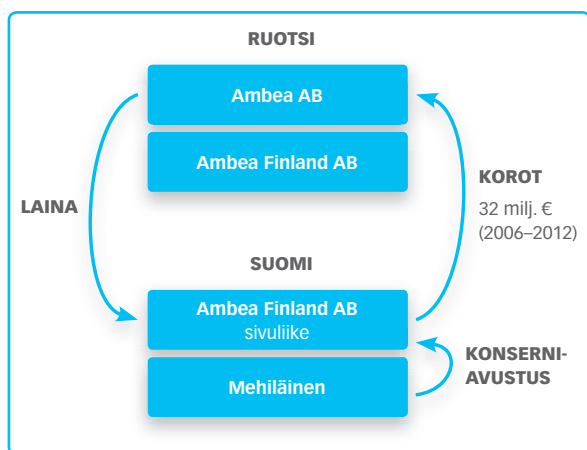 RUOTSI
Ambea AB
Ambea Finland AB
LAINA
KOROT
32 milj. €
(2006–2012)
SUOMI
Ambea Finland AB
sivuliike
Mehiläinen
KONSERNI-
AVUSTUS